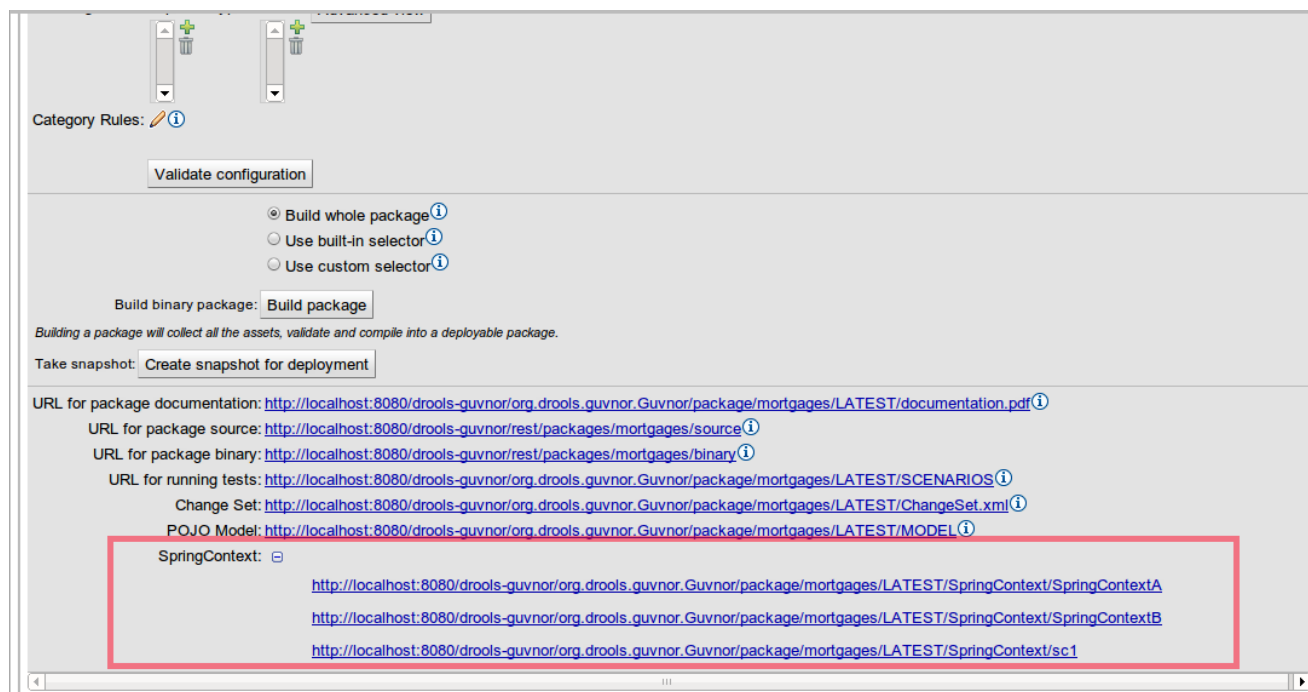 Category Rules:
Validate configuration
Build whole package
Use built-in selector
Use custom selector
Build binary package: Build package
Building a package will collect all the assets, validate and compile into a deployable package.
Take snapshot: Create snapshot for deployment
URL for package documentation: http://localhost:8080/drools-guvnor/org.drools.guvnor.Guvnor/package/mortgages/LATEST/documentation.pdf
URL for package source: http://localhost:8080/drools-guvnor/rest/packages/mortgages/source
URL for package binary: http://localhost:8080/drools-guvnor/rest/packages/mortgages/binary
URL for running tests: http://localhost:8080/drools-guvnor/org.drools.guvnor.Guvnor/package/mortgages/LATEST/SCENARIOS
Change Set: http://localhost:8080/drools-guvnor/org.drools.guvnor.Guvnor/package/mortgages/LATEST/ChangeSet.xml
POJO Model: http://localhost:8080/drools-guvnor/org.drools.guvnor.Guvnor/package/mortgages/LATEST/MODEL
SpringContext:
http://localhost:8080/drools-guvnor/org.drools.guvnor.Guvnor/package/mortgages/LATEST/SpringContext/SpringContextA
http://localhost:8080/drools-guvnor/org.drools.guvnor.Guvnor/package/mortgages/LATEST/SpringContext/SpringContextB
http://localhost:8080/drools-guvnor/org.drools.guvnor.Guvnor/package/mortgages/LATEST/SpringContext/sc1